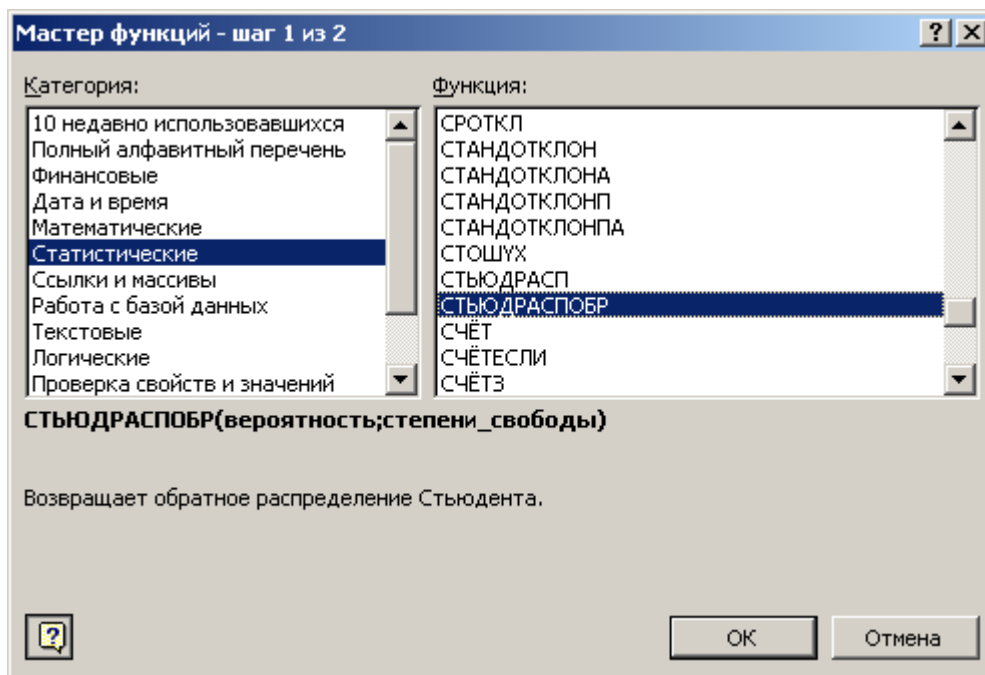 Мастер функций - шаг 1 из 2
Категория:
10 недавно использовавшихся
Полный алфавитный перечень
Финансовые
Дата и время
Математические
Статистические
Ссылки и массивы
Работа с базой данных
Текстовые
Логические
Проверка свойств и значений
Функция:
СРОТКЛ
СТАНДОТКЛОН
СТАНДОТКЛОНА
СТАНДОТКЛОНП
СТАНДОТКЛОНПА
СТОШYX
СТЬЮДРАСП
СТЬЮДРАСПОБР
СЧЁТ
СЧЁТЕСЛИ
СЧЁТЗ
СТЬЮДРАСПОБР(вероятность;степени_свободы)
Возвращает обратное распределение Стьюдента.
ОК
Отмена